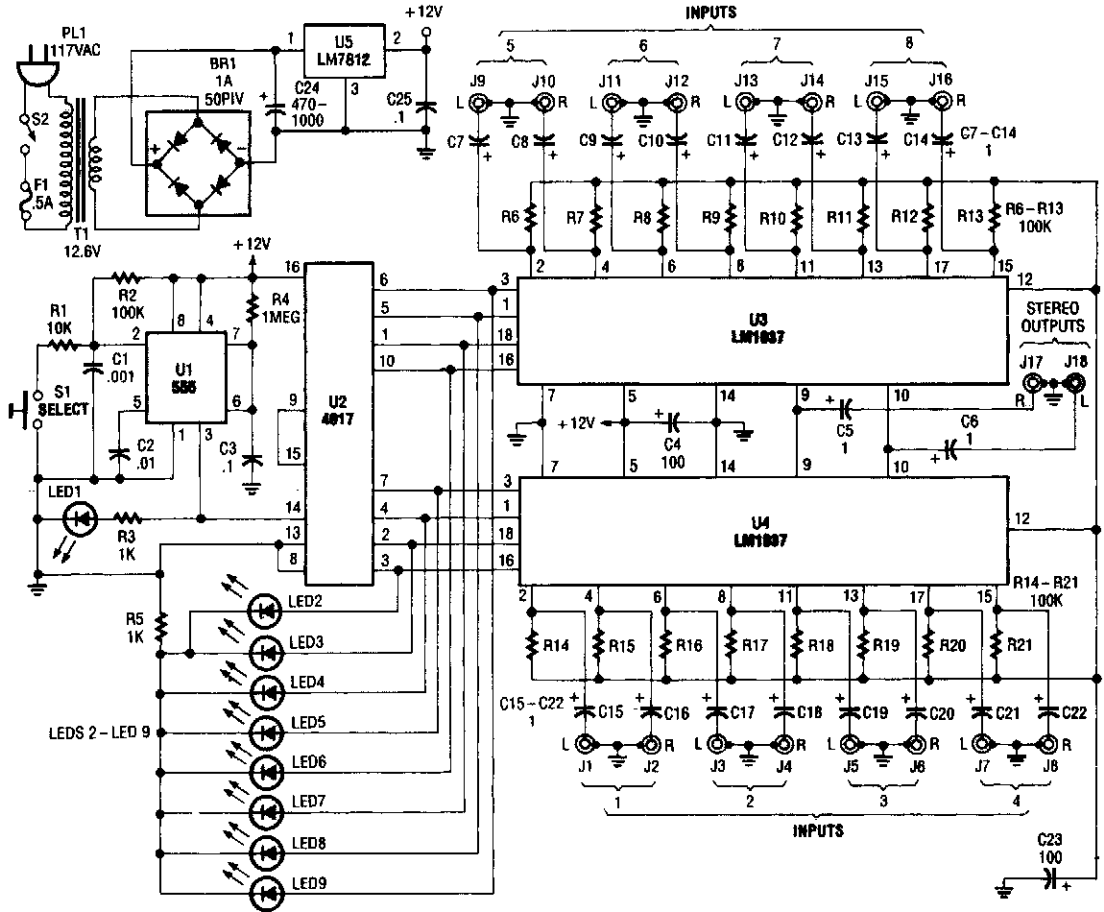 PL1
117VAC
S2
F1
.5A
T1
12.6V
BR1
1A
50PIV
+
−
1
U5
LM7812
2
3
+12V
+
C24
470–
1000
C25
.1
INPUTS
5
6
7
8
J9
J10
J11
J12
J13
J14
J15
J16
L
R
L
R
L
R
L
R
C7
+
C8
+
C9
+
C10
+
C11
+
C12
+
C13
+
C14
+
C7–C14
1
R6
R7
R8
R9
R10
R11
R12
R13
R6–R13
100K
2
4
6
8
11
13
17
15
3
1
18
16
U3
LM1037
12
7
5
14
9
10
STEREO
OUTPUTS
J17
J18
R
L
+12V
+
C4
100
+
C5
1
+
C6
1
7
5
14
9
10
3
1
18
16
U4
LM1037
12
2
4
6
8
11
13
17
15
R14–R21
100K
R14
R15
R16
R17
R18
R19
R20
R21
C15–C22
1
+
C15
+
C16
+
C17
+
C18
+
C19
+
C20
+
C21
+
C22
L
R
L
R
L
R
L
R
J1
J2
J3
J4
J5
J6
J7
J8
1
2
3
4
INPUTS
C23
100
+
+12V
R1
10K
R2
100K
R4
1MEG
8
4
2
7
U1
555
5
6
1
3
C1
.001
S1
SELECT
C2
.01
C3
.1
LED1
R3
1K
16
6
5
1
10
U2
4017
9
15
7
14
4
13
2
8
3
R5
1K
LED2
LED3
LED4
LED5
LED6
LED7
LED8
LED9
LEDS 2–LED 9